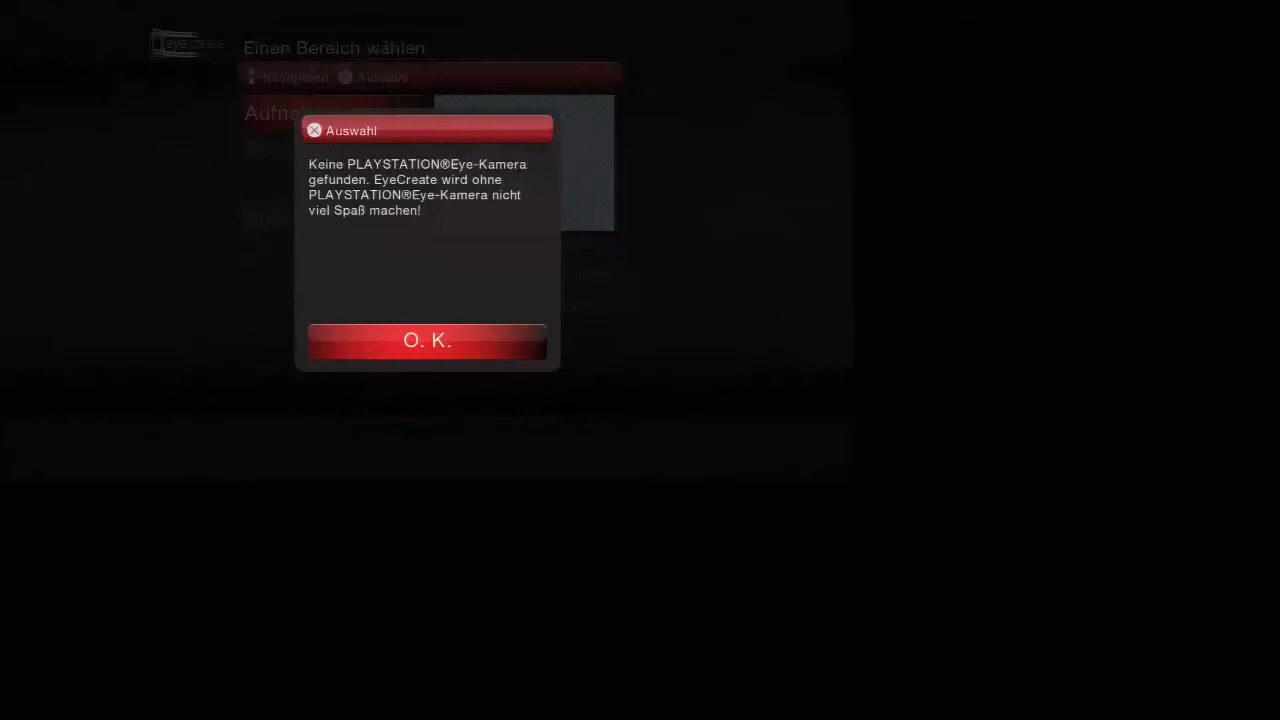 eyeCreate
Einen Bereich wählen
Navigieren Auswahl
Auswahl
Keine PLAYSTATION®Eye-Kamera
gefunden. EyeCreate wird ohne
PLAYSTATION®Eye-Kamera nicht
viel Spaß machen!
O. K.